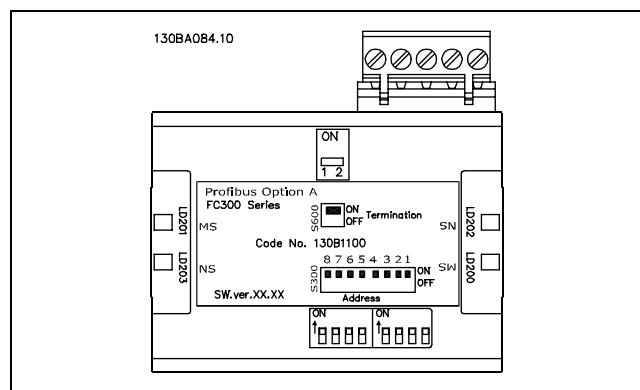 130BA084.10
ON
1 2
Profibus Option A
FC300 Series
S600
ON
OFF
Termination
LD201
MS
SN
LD202
Code No. 130B1100
8 7 6 5 4 3 2 1
LD203
NS
S300
ON
OFF
SM
LD200
SW.ver.XX.XX
Address
ON
ON